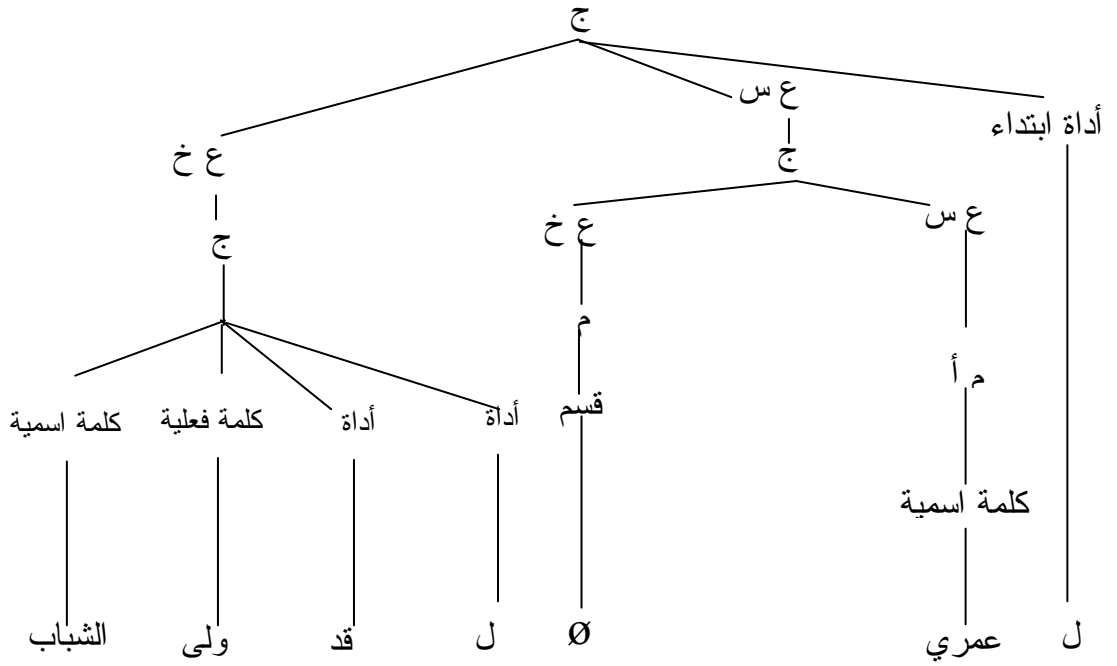 ج
ع س
أداة ابتداء
ع خ
ج
ع س
ع خ
ج
م
م أ
قسم
أداة
أداة
كلمة فعلية
كلمة اسمية
كلمة اسمية
ل
عمري
Ø
ل
قد
ولى
الشباب